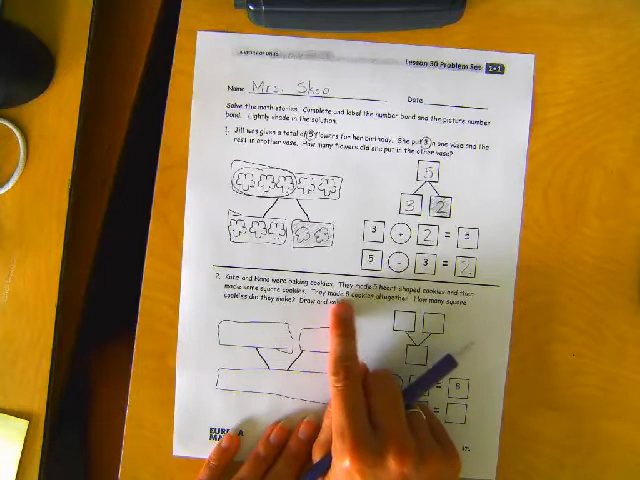 Lesson 30 Problem Set 1•1
Name Mrs. Skoo Date
Solve the math stories. Complete and label the number bond and the picture number
bond. Lightly shade in the solution.
1. Jill was given a total of 5 flowers for her birthday. She put 3 in one vase and the
rest in another vase. How many flowers did she put in the other vase?
5
3 2
3 + 2 = 5
5 - 3 = 2
2. Kate and Nana were baking cookies. They made 5 heart shaped cookies and then
made some square cookies. They made 8 cookies altogether. How many square
cookies did they make? Draw and
= 8
=
EUREKA
MA